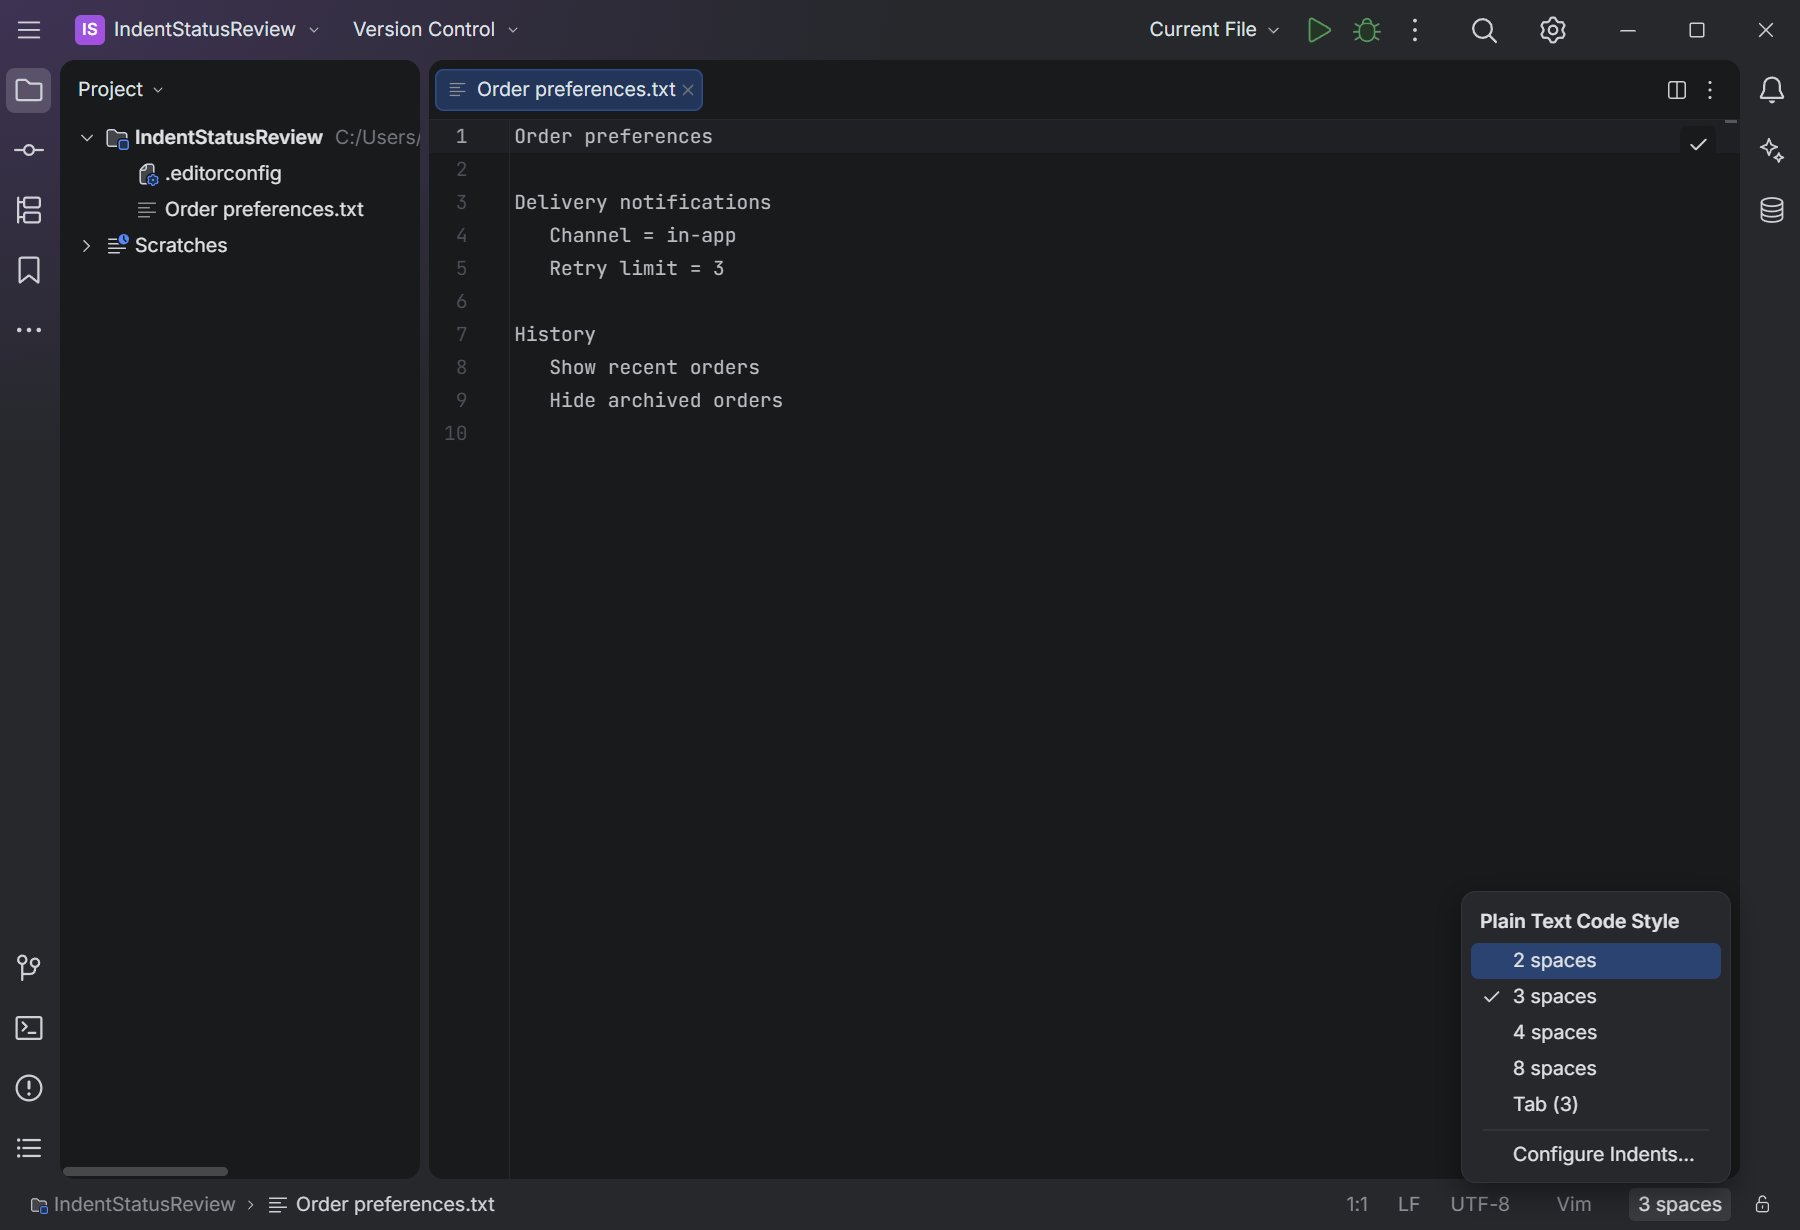 IS IndentStatusReview Version Control Current File
Project
IndentStatusReview C:/Users/
.editorconfig
Order preferences.txt
Scratches
Order preferences.txt
1 Order preferences
2
3 Delivery notifications
4 Channel = in-app
5 Retry limit = 3
6
7 History
8 Show recent orders
9 Hide archived orders
10
Plain Text Code Style
2 spaces
3 spaces
4 spaces
8 spaces
Tab (3)
Configure Indents...
IndentStatusReview Order preferences.txt 1:1 LF UTF-8 Vim 3 spaces